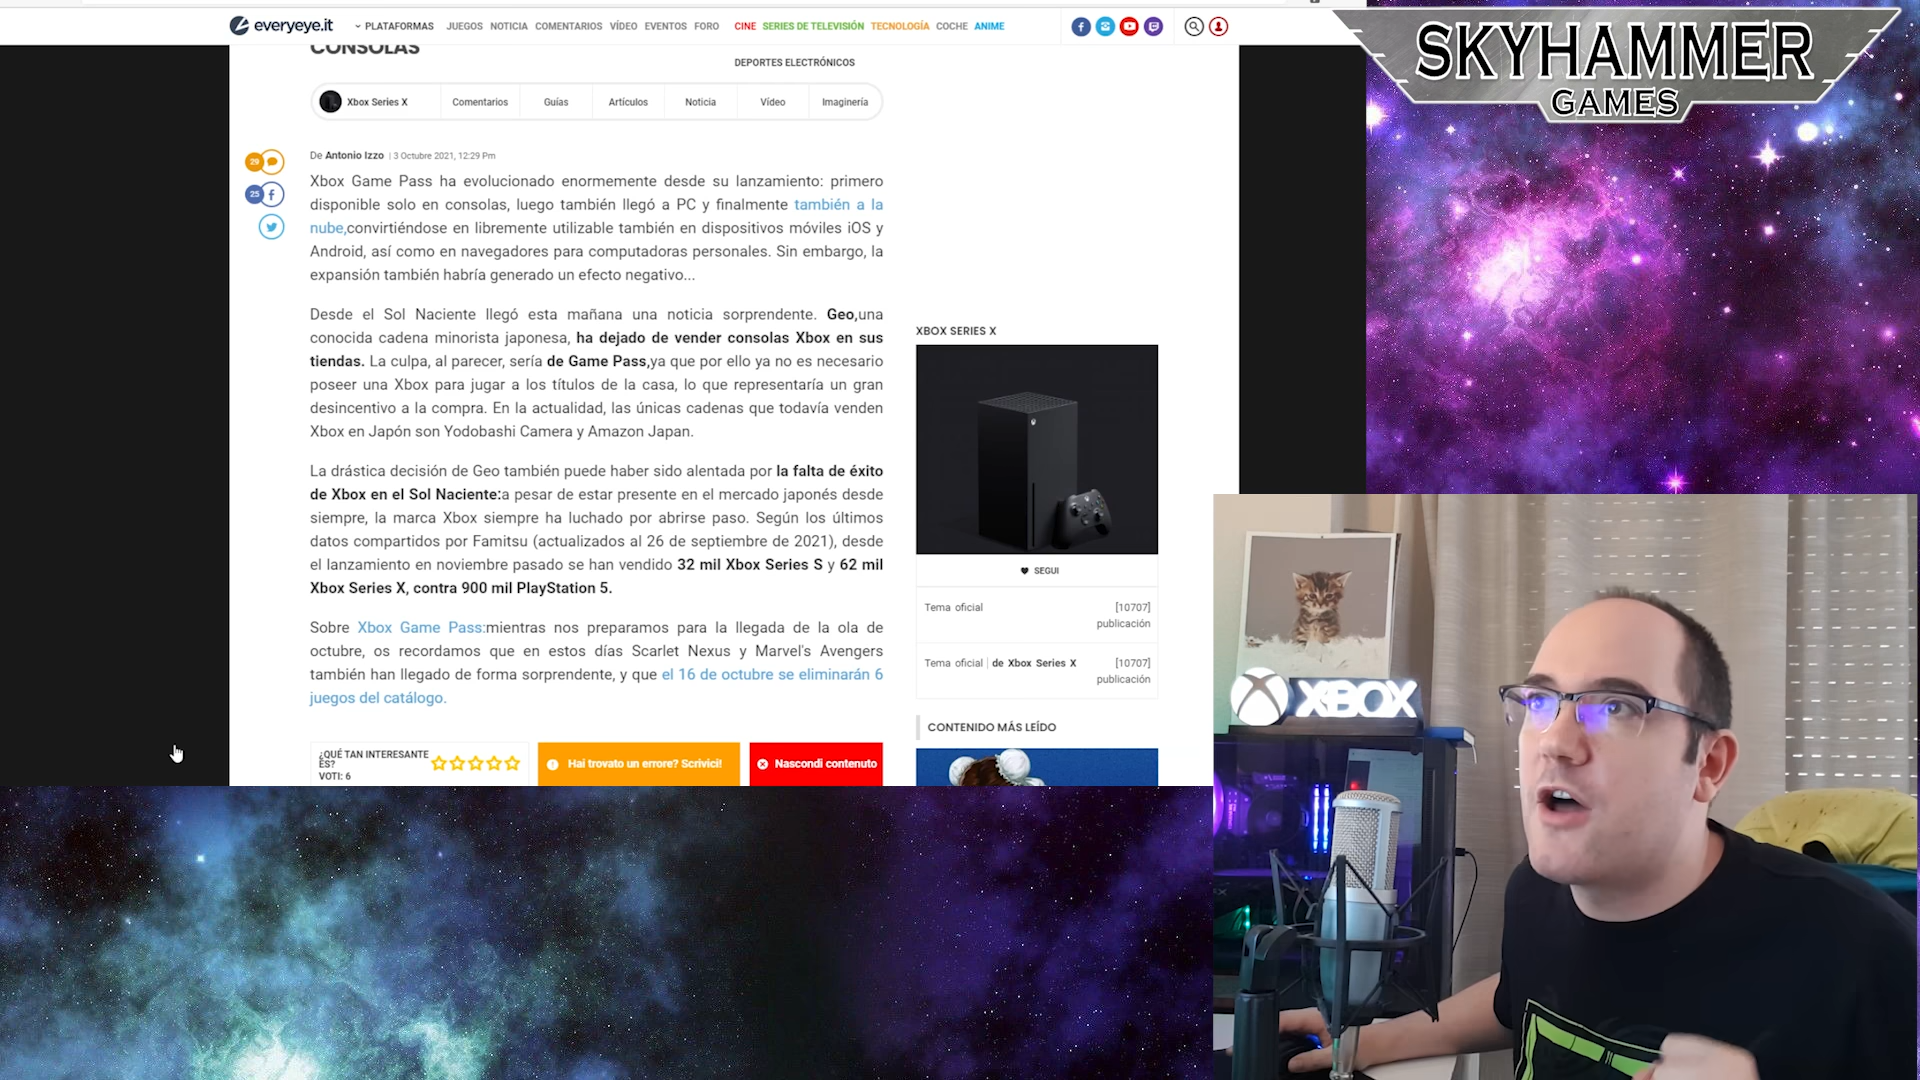 everyeye.it
PLATAFORMAS JUEGOS NOTICIA COMENTARIOS VÍDEO EVENTOS FORO CINE SERIES DE TELEVISIÓN TECNOLOGÍA COCHE ANIME
CONSOLAS
DEPORTES ELECTRÓNICOS
Xbox Series X Comentarios Guías Artículos Noticia Vídeo Imaginería
29
25
De Antonio Izzo | 3 Octubre 2021, 12:29 Pm
Xbox Game Pass ha evolucionado enormemente desde su lanzamiento: primero
disponible solo en consolas, luego también llegó a PC y finalmente también a la
nube,convirtiéndose en libremente utilizable también en dispositivos móviles iOS y
Android, así como en navegadores para computadoras personales. Sin embargo, la
expansión también habría generado un efecto negativo...
Desde el Sol Naciente llegó esta mañana una noticia sorprendente. Geo,una
conocida cadena minorista japonesa, ha dejado de vender consolas Xbox en sus
tiendas. La culpa, al parecer, sería de Game Pass,ya que por ello ya no es necesario
poseer una Xbox para jugar a los títulos de la casa, lo que representaría un gran
desincentivo a la compra. En la actualidad, las únicas cadenas que todavía venden
Xbox en Japón son Yodobashi Camera y Amazon Japan.
La drástica decisión de Geo también puede haber sido alentada por la falta de éxito
de Xbox en el Sol Naciente:a pesar de estar presente en el mercado japonés desde
siempre, la marca Xbox siempre ha luchado por abrirse paso. Según los últimos
datos compartidos por Famitsu (actualizados al 26 de septiembre de 2021), desde
el lanzamiento en noviembre pasado se han vendido 32 mil Xbox Series S y 62 mil
Xbox Series X, contra 900 mil PlayStation 5.
Sobre Xbox Game Pass:mientras nos preparamos para la llegada de la ola de
octubre, os recordamos que en estos días Scarlet Nexus y Marvel's Avengers
también han llegado de forma sorprendente, y que el 16 de octubre se eliminarán 6
juegos del catálogo.
¿QUÉ TAN INTERESANTE
ES?
VOTI: 6
Hai trovato un errore? Scrivici!
Nascondi contenuto
XBOX SERIES X
SEGUI
Tema oficial [10707]
publicación
Tema oficial | de Xbox Series X [10707]
publicación
CONTENIDO MÁS LEÍDO
SKYHAMMER
GAMES
XBOX